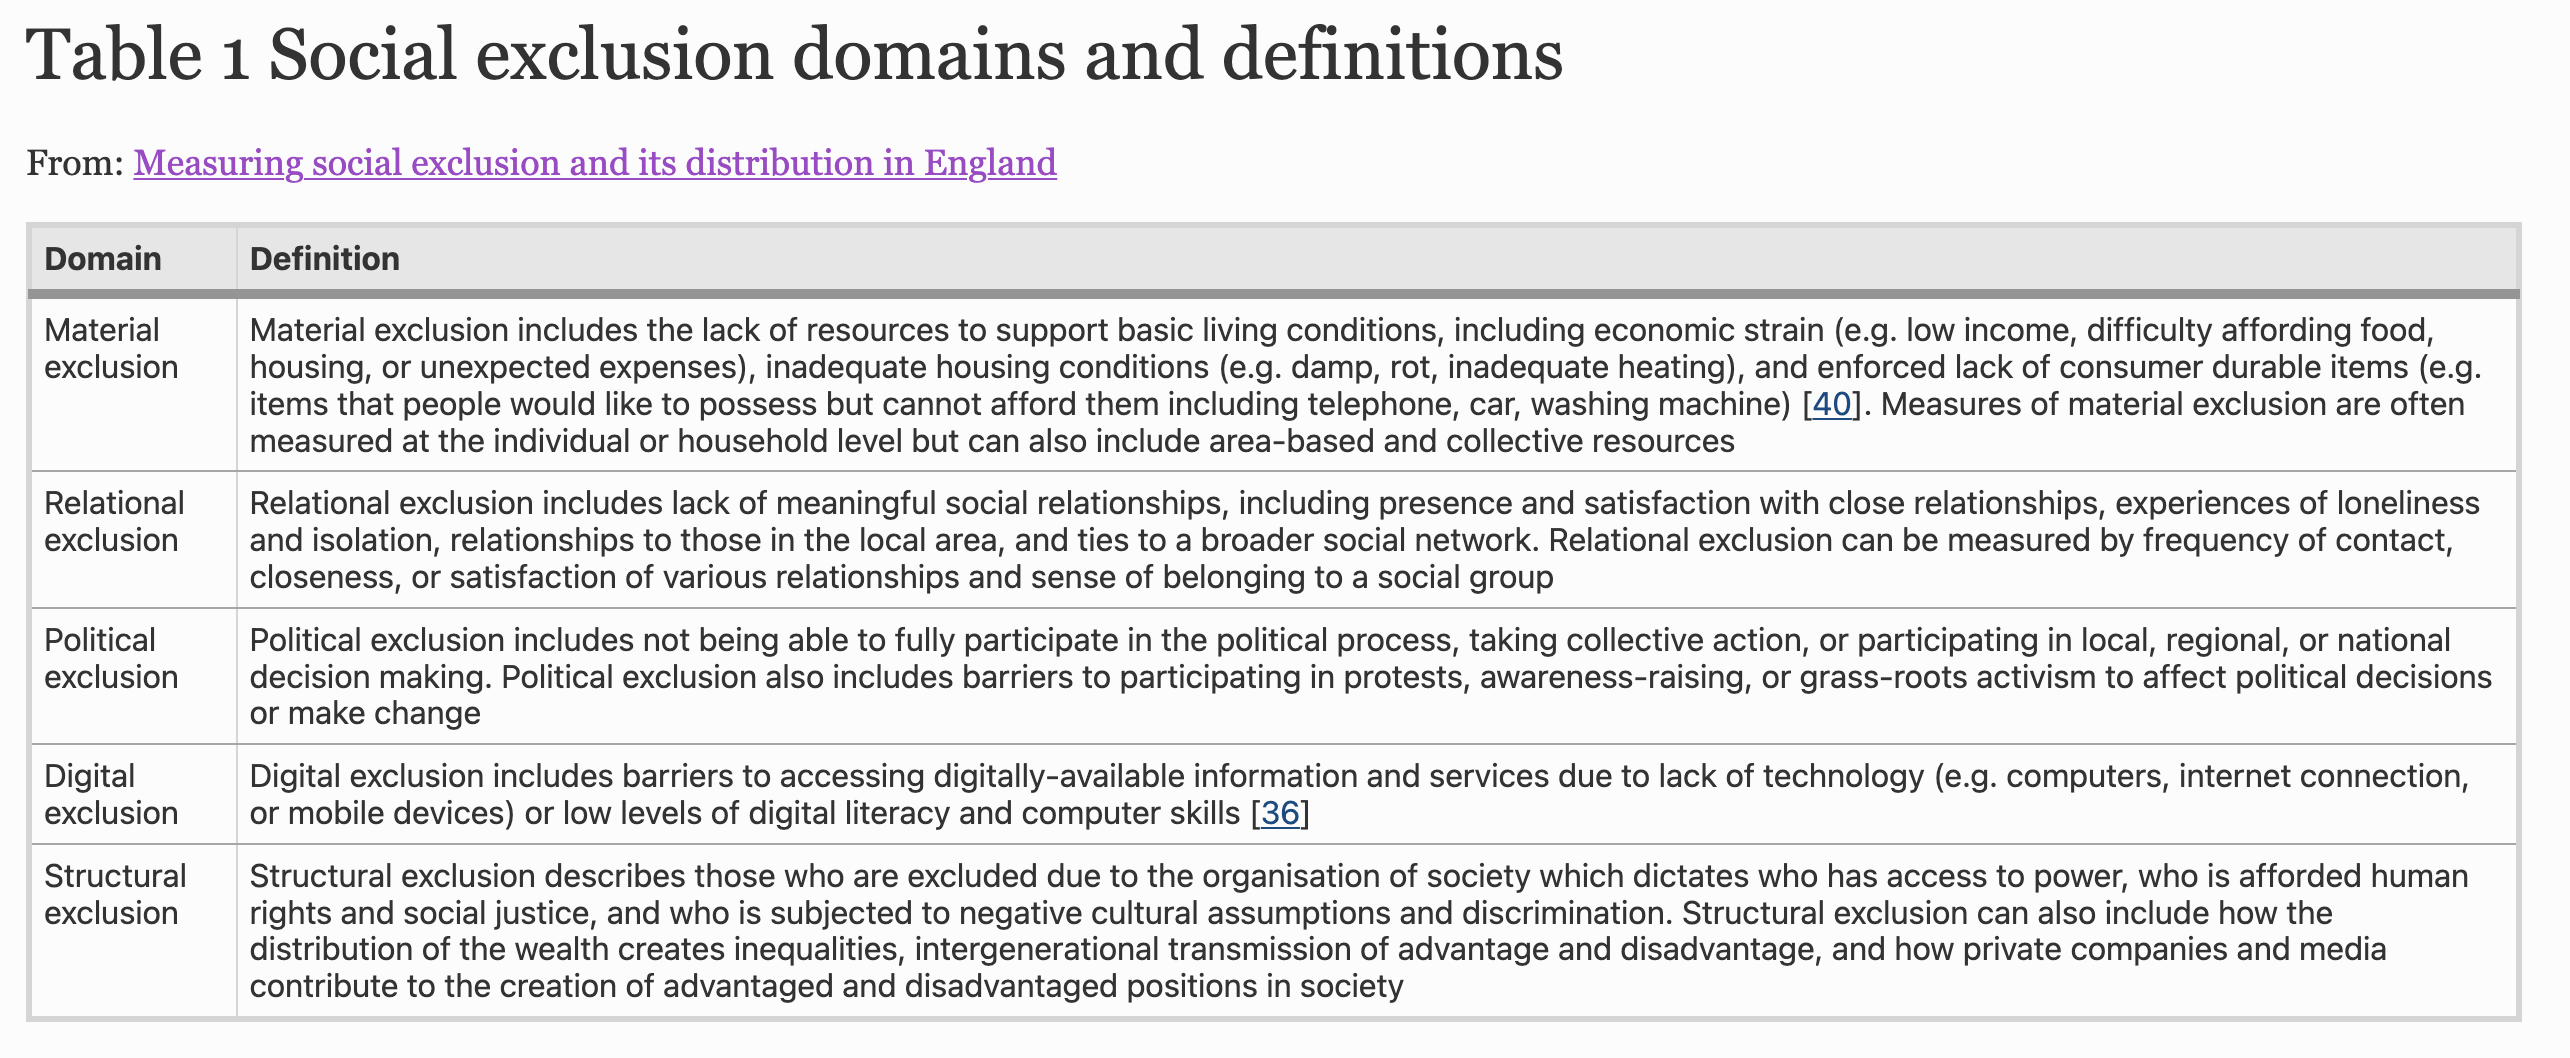 Table 1 Social exclusion domains and definitions
From: Measuring social exclusion and its distribution in England
Domain
Definition
Material
exclusion
Material exclusion includes the lack of resources to support basic living conditions, including economic strain (e.g. low income, difficulty affording food,
housing, or unexpected expenses), inadequate housing conditions (e.g. damp, rot, inadequate heating), and enforced lack of consumer durable items (e.g.
items that people would like to possess but cannot afford them including telephone, car, washing machine) [40]. Measures of material exclusion are often
measured at the individual or household level but can also include area-based and collective resources
Relational
exclusion
Relational exclusion includes lack of meaningful social relationships, including presence and satisfaction with close relationships, experiences of loneliness
and isolation, relationships to those in the local area, and ties to a broader social network. Relational exclusion can be measured by frequency of contact,
closeness, or satisfaction of various relationships and sense of belonging to a social group
Political
exclusion
Political exclusion includes not being able to fully participate in the political process, taking collective action, or participating in local, regional, or national
decision making. Political exclusion also includes barriers to participating in protests, awareness-raising, or grass-roots activism to affect political decisions
or make change
Digital
exclusion
Digital exclusion includes barriers to accessing digitally-available information and services due to lack of technology (e.g. computers, internet connection,
or mobile devices) or low levels of digital literacy and computer skills [36]
Structural
exclusion
Structural exclusion describes those who are excluded due to the organisation of society which dictates who has access to power, who is afforded human
rights and social justice, and who is subjected to negative cultural assumptions and discrimination. Structural exclusion can also include how the
distribution of the wealth creates inequalities, intergenerational transmission of advantage and disadvantage, and how private companies and media
contribute to the creation of advantaged and disadvantaged positions in society